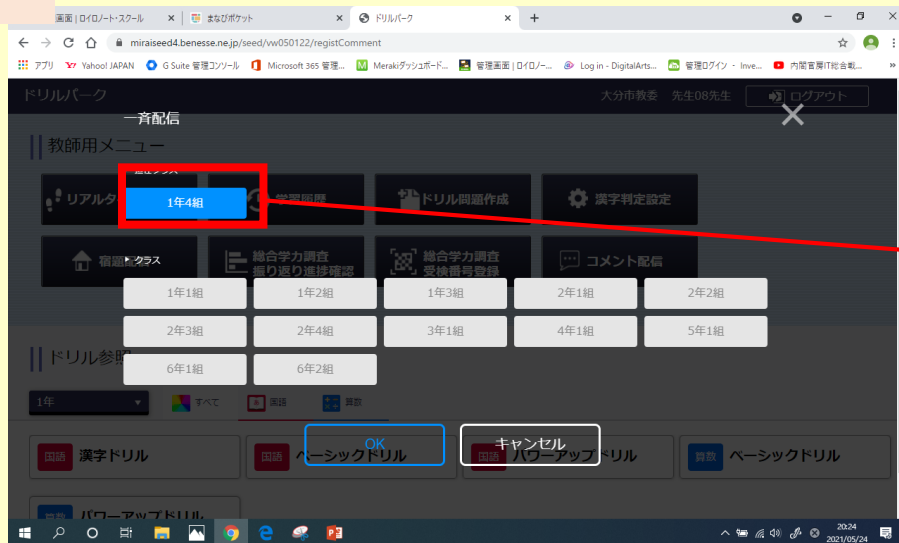 画面 | ロイロノート・スクール
まなびポケット
ドリルパーク
miraiseed4.benesse.ne.jp/seed/vw050122/registComment
アプリ Yahoo! JAPAN G Suite 管理コンソール Microsoft 365 管理... Merakiダッシュボード... 管理画面 | ロイロノー... Log in - DigitalArts... 管理ログイン - Inve... 内閣官房IT総合戦... »
ドリルパーク
大分市教委 先生08先生 ログアウト
一斉配信
教師用メニュー
1年4組
リアルタ 学習履歴 ドリル問題作成 漢字判定設定
宿題 総合学力調査 振り返り進捗確認 総合学力調査 受検番号登録 コメント配信
クラス
1年1組 1年2組 1年3組 2年1組 2年2組
2年3組 2年4組 3年1組 4年1組 5年1組
6年1組 6年2組
ドリル参照
1年 すべて 国語 算数
OK キャンセル
国語 漢字ドリル 国語 ベーシックドリル 国語 パワーアップドリル 算数 ベーシックドリル
算数 パワーアップドリル
20:24
2021/05/24